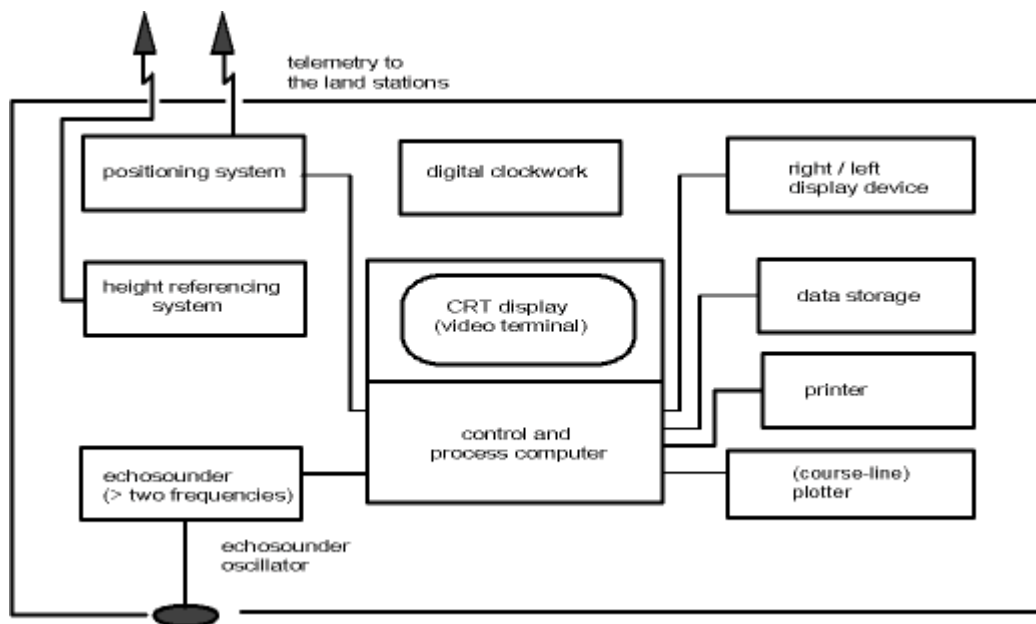 telemetry to
the land stations
positioning system
digital clockwork
right / left
display device
height referencing
system
CRT display
(video terminal)
data storage
printer
control and
process computer
echosounder
(> two frequencies)
(course-line)
plotter
echosounder
oscillator